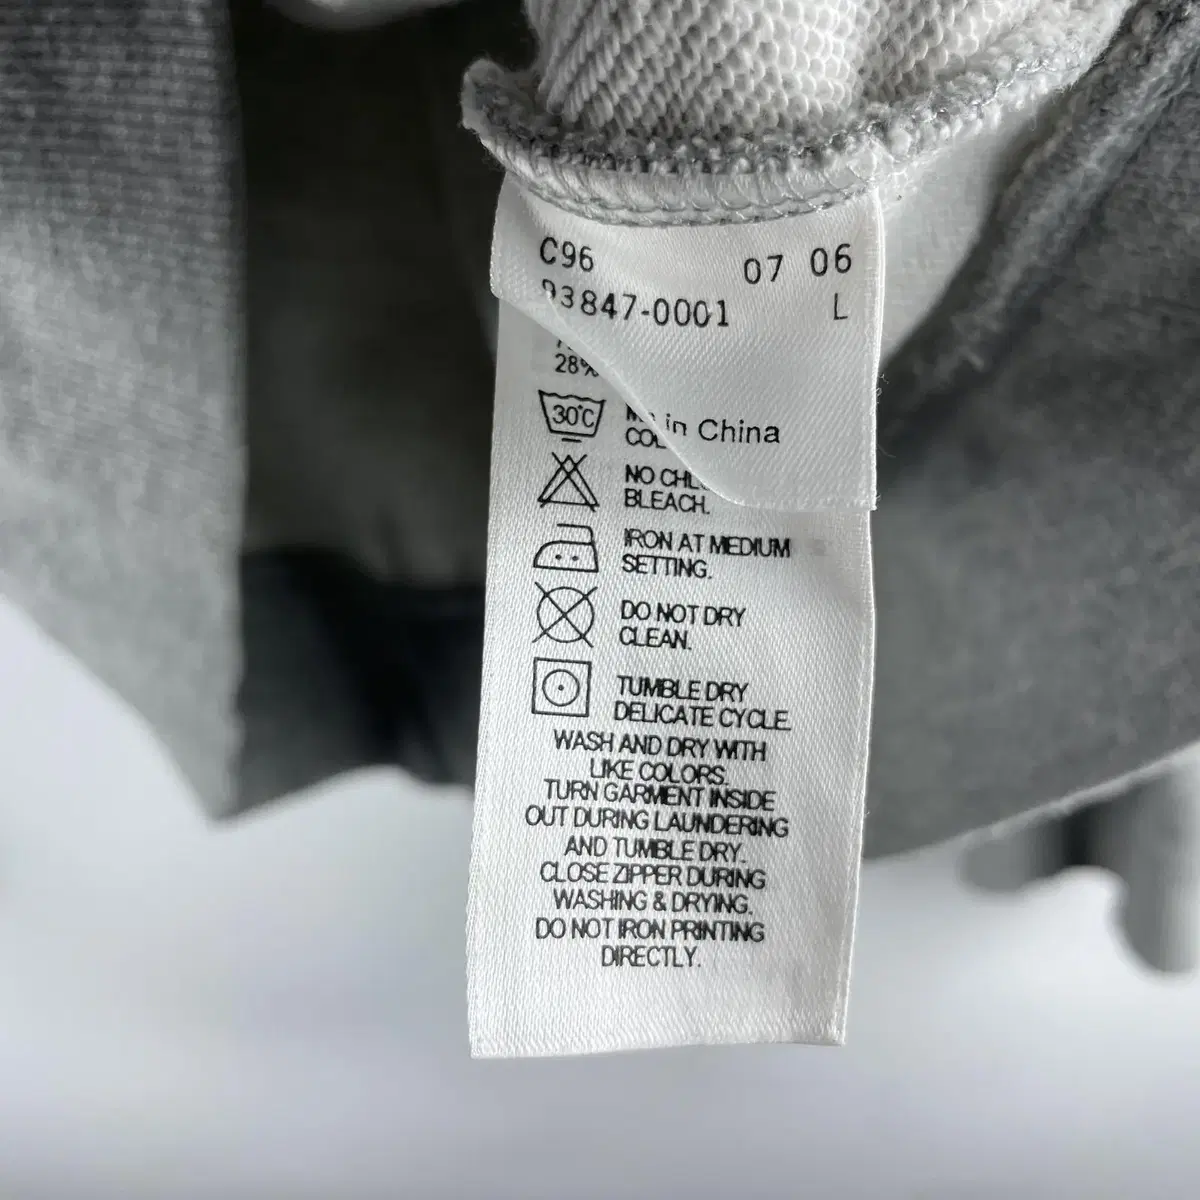 C96 07 06
93847-0001 L
28%
30°C
in China
COL
NO CHL
BLEACH.
IRON AT MEDIUM
SETTING.
DO NOT DRY
CLEAN.
TUMBLE DRY
DELICATE CYCLE.
WASH AND DRY WITH
LIKE COLORS.
TURN GARMENT INSIDE
OUT DURING LAUNDERING
AND TUMBLE DRY.
CLOSE ZIPPER DURING
WASHING & DRYING.
DO NOT IRON PRINTING
DIRECTLY.